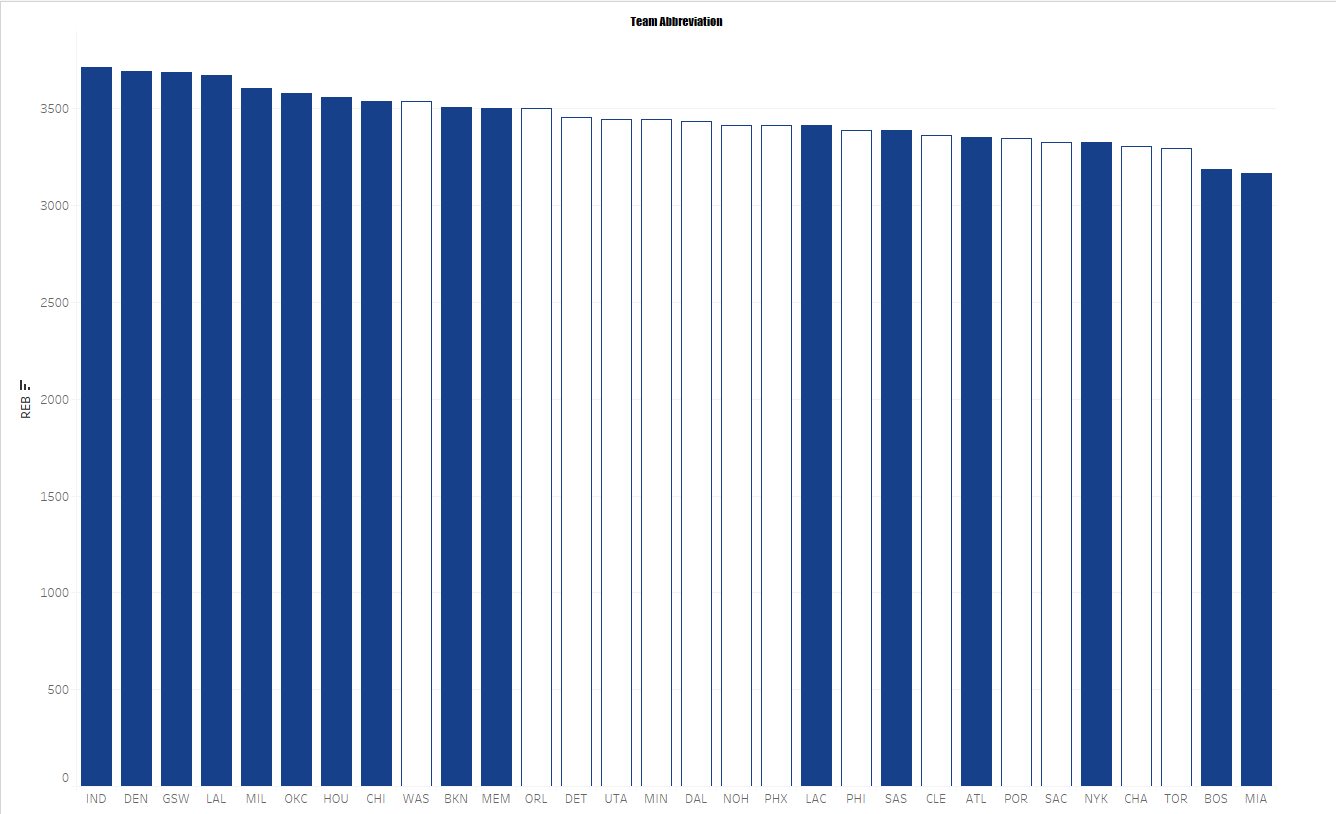 Team Abbreviation
3500
3000
2500
2000
1500
1000
500
0
REB
IND DEN GSW LAL MIL OKC HOU CHI WAS BKN MEM ORL DET UTA MIN DAL NOH PHX LAC PHI SAS CLE ATL POR SAC NYK CHA TOR BOS MIA